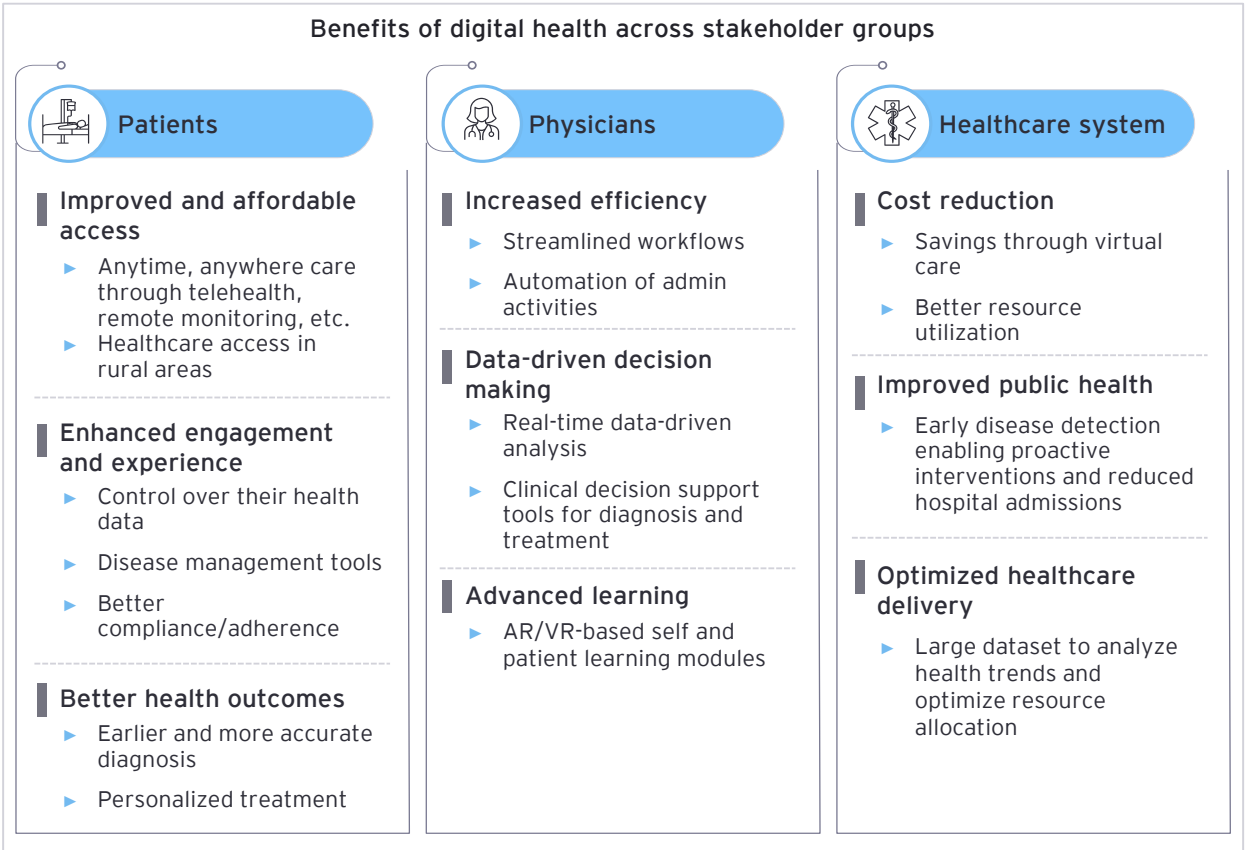 Benefits of digital health across stakeholder groups
Patients
Improved and affordable
access
► Anytime, anywhere care
through telehealth,
remote monitoring, etc.
► Healthcare access in
rural areas
Enhanced engagement
and experience
► Control over their health
data
► Disease management tools
► Better
compliance/adherence
Better health outcomes
► Earlier and more accurate
diagnosis
► Personalized treatment
Physicians
Increased efficiency
► Streamlined workflows
► Automation of admin
activities
Data-driven decision
making
► Real-time data-driven
analysis
► Clinical decision support
tools for diagnosis and
treatment
Advanced learning
► AR/VR-based self and
patient learning modules
Healthcare system
Cost reduction
► Savings through virtual
care
► Better resource
utilization
Improved public health
► Early disease detection
enabling proactive
interventions and reduced
hospital admissions
Optimized healthcare
delivery
► Large dataset to analyze
health trends and
optimize resource
allocation